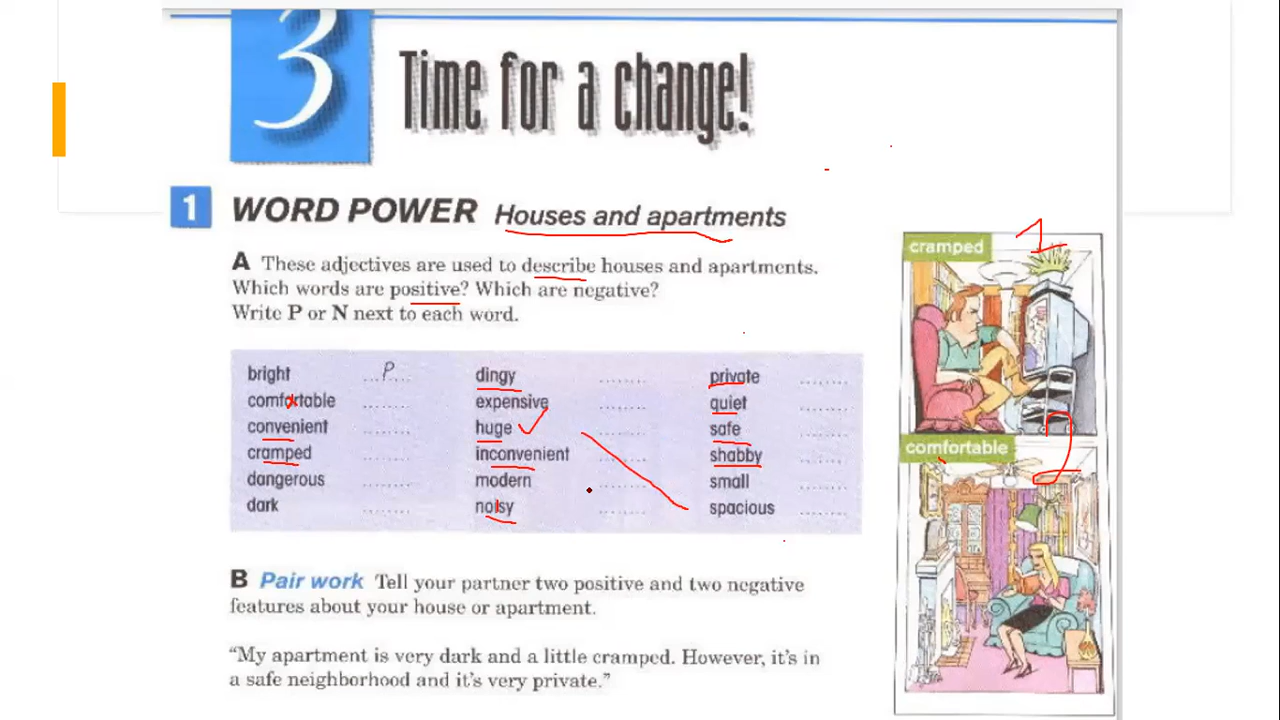 3
Time for a change!
1 WORD POWER Houses and apartments
A These adjectives are used to describe houses and apartments.
Which words are positive? Which are negative?
Write P or N next to each word.
bright ...P... dingy ........ private ........
comfortable ........ expensive quiet ........
convenient ........ huge ........ safe ........
cramped ........ inconvenient ........ shabby ........
dangerous ........ modern ........ small ........
dark ........ noisy ........ spacious ........
cramped 1
comfortable 2
B Pair work Tell your partner two positive and two negative
features about your house or apartment.
“My apartment is very dark and a little cramped. However, it’s in
a safe neighborhood and it’s very private.”